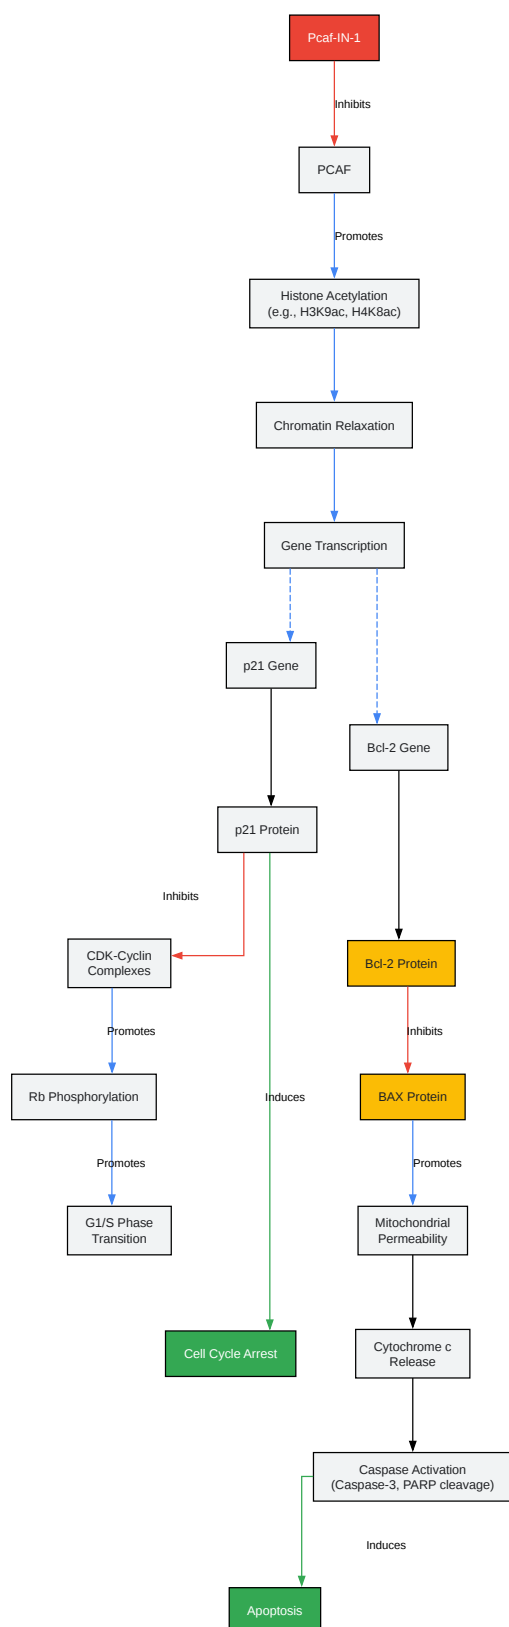 Pcaf-IN-1
Inhibits
PCAF
Promotes
Histone Acetylation
(e.g., H3K9ac, H4K8ac)
Chromatin Relaxation
Gene Transcription
p21 Gene
Bcl-2 Gene
p21 Protein
Inhibits
CDK-Cyclin
Complexes
Bcl-2 Protein
Promotes
Inhibits
Rb Phosphorylation
Induces
BAX Protein
Promotes
Promotes
G1/S Phase
Transition
Mitochondrial
Permeability
Cell Cycle Arrest
Cytochrome c
Release
Caspase Activation
(Caspase-3, PARP cleavage)
Induces
Apoptosis